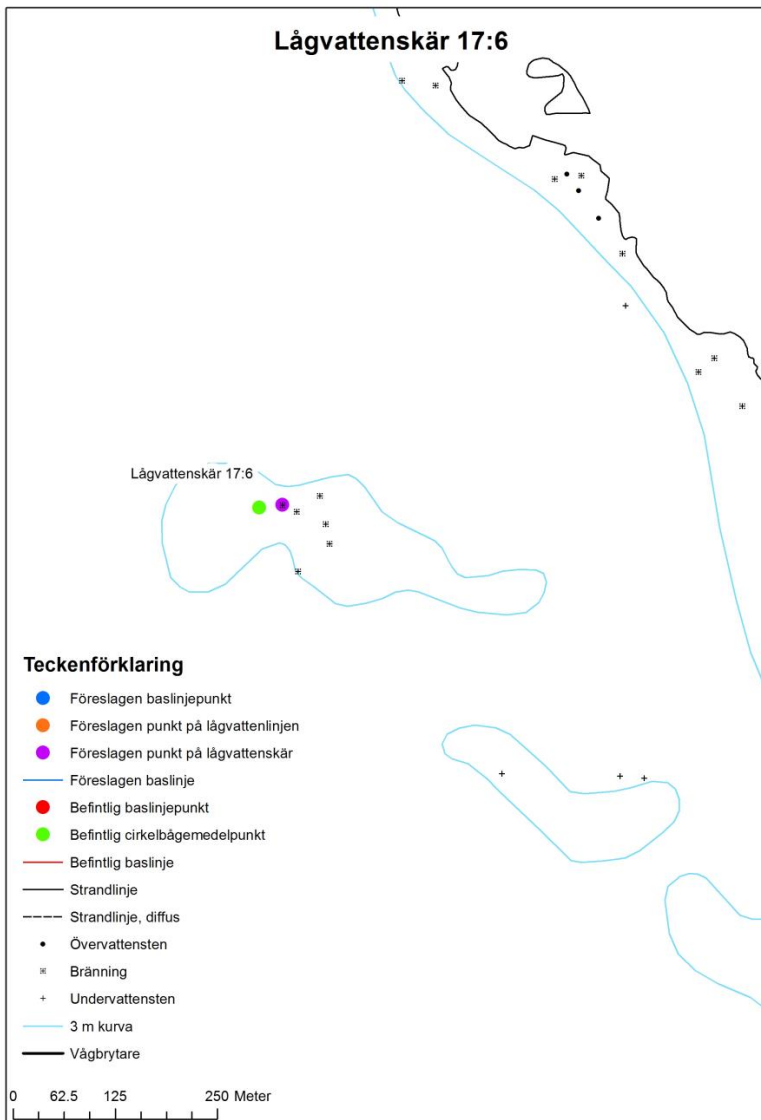 Lågvattenskär 17:6
Lågvattenskär 17:6
Teckenförklaring
Föreslagen baslinjepunkt
Föreslagen punkt på lågvattenlinjen
Föreslagen punkt på lågvattenskär
Föreslagen baslinje
Befintlig baslinjepunkt
Befintlig cirkelbågemedelpunkt
Befintlig baslinje
Strandlinje
Strandlinje, diffus
Övervattensten
Bränning
Undervattensten
3 m kurva
Vågbrytare
0 62.5 125 250 Meter